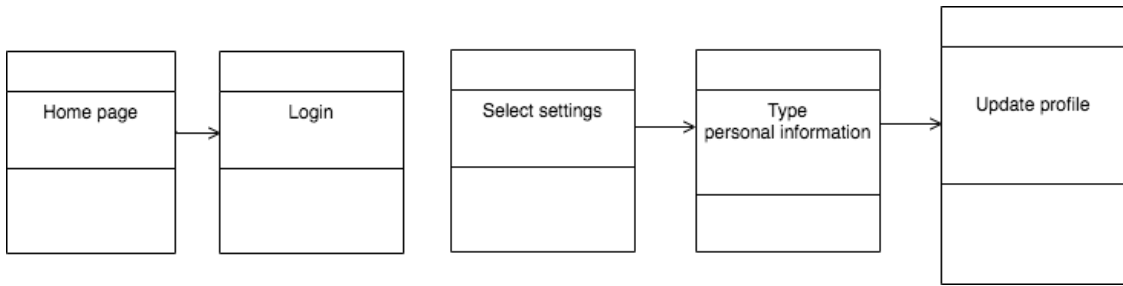 Home page
Login
Select settings
Type
personal information
Update profile